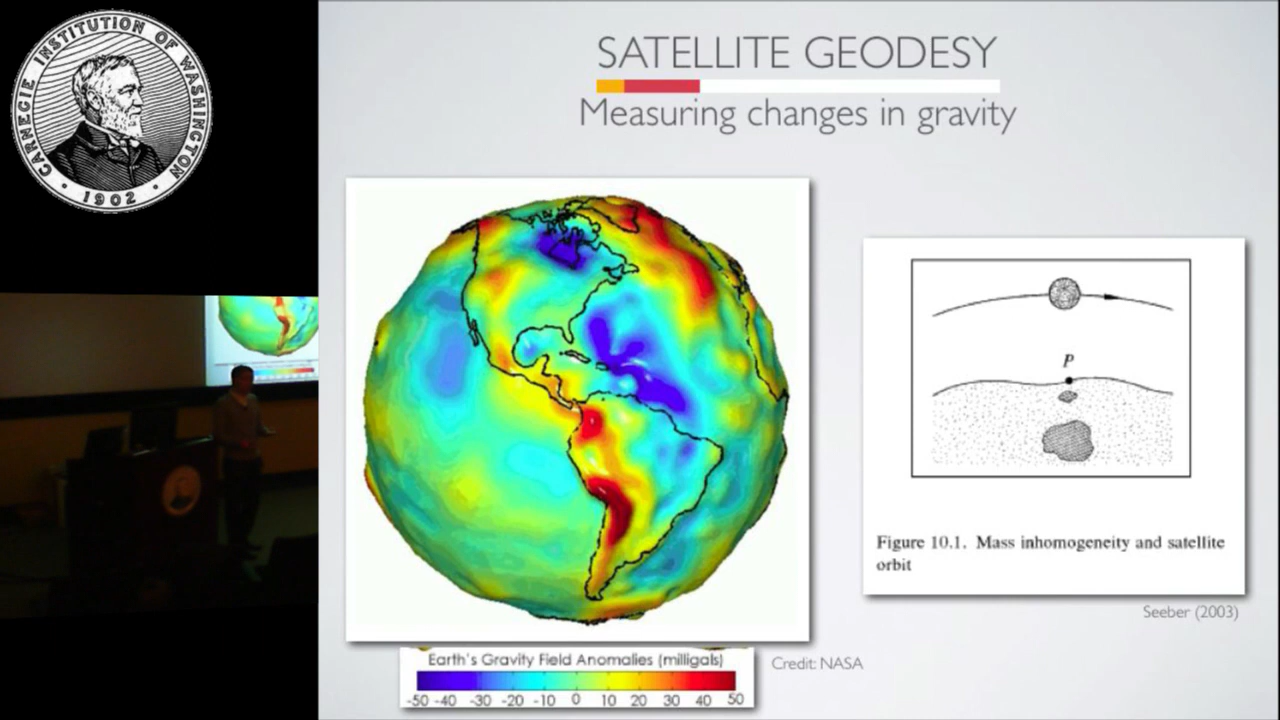 CARNEGIE INSTITUTION OF WASHINGTON
1902
SATELLITE GEODESY
Measuring changes in gravity
P
Figure 10.1. Mass inhomogeneity and satellite
orbit
Seeber (2003)
Earth's Gravity Field Anomalies (milligals)
-50 -40 -30 -20 -10 0 10 20 30 40 50
Credit: NASA